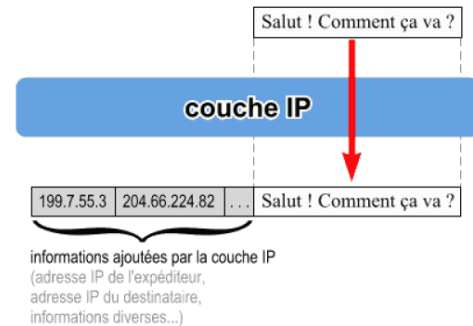 Salut ! Comment ça va ?
couche IP
199.7.55.3 204.66.224.82 ... Salut ! Comment ça va ?
informations ajoutées par la couche IP
(adresse IP de l'expéditeur,
adresse IP du destinataire,
informations diverses...)